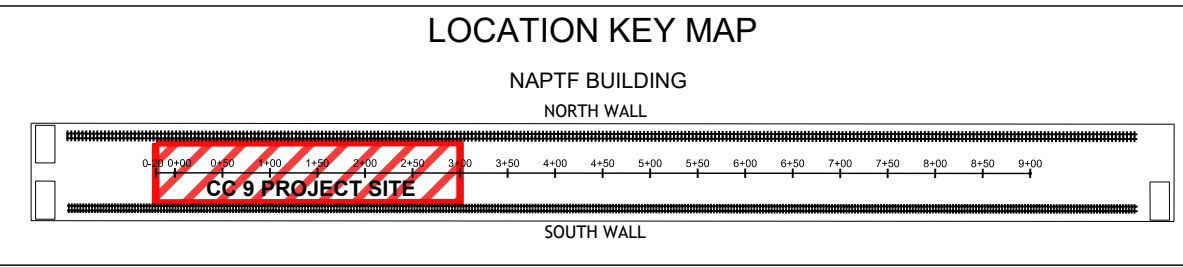 LOCATION KEY MAP
NAPTF BUILDING
NORTH WALL
0-20 0+00 0+50 1+00 1+50 2+00 2+50 3+00 3+50 4+00 4+50 5+00 5+50 6+00 6+50 7+00 7+50 8+00 8+50 9+00
CC 9 PROJECT SITE
SOUTH WALL